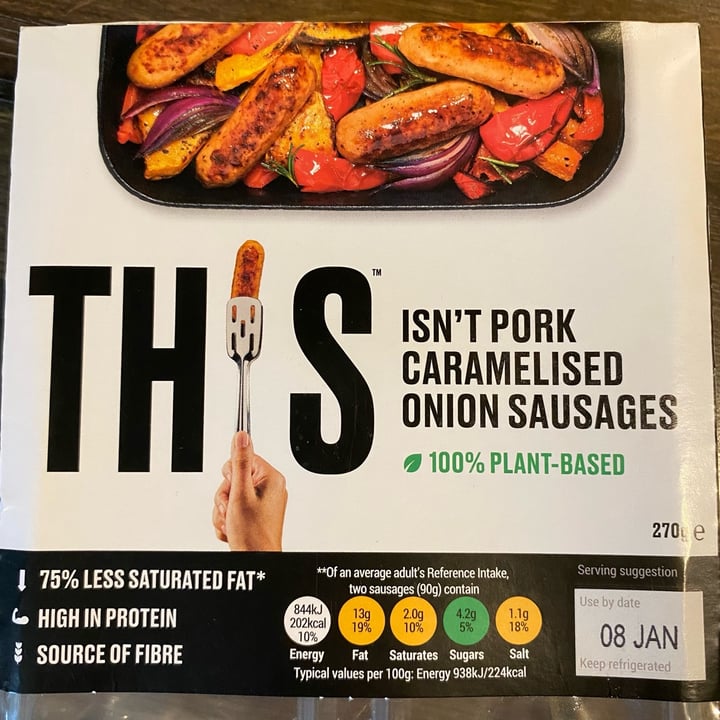 THIS™
ISN'T PORK
CARAMELISED
ONION SAUSAGES
100% PLANT-BASED
270g e
75% LESS SATURATED FAT*
HIGH IN PROTEIN
SOURCE OF FIBRE
**Of an average adult's Reference Intake,
two sausages (90g) contain
844kJ 13g 2.0g 4.2g 1.1g
202kcal 19% 10% 5% 18%
10%
Energy Fat Saturates Sugars Salt
Typical values per 100g: Energy 938kJ/224kcal
Serving suggestion
Use by date
08 JAN
Keep refrigerated